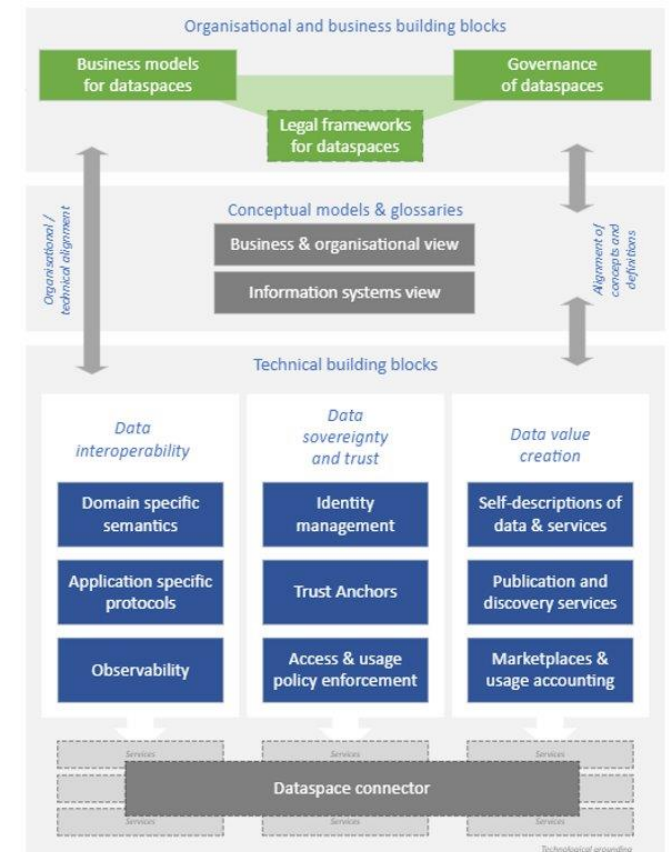 Organisational and business building blocks
Business models
for dataspaces
Governance
of dataspaces
Legal frameworks
for dataspaces
Organisational /
technical alignment
Conceptual models & glossaries
Business & organisational view
Information systems view
Alignment of
concepts and
definitions
Technical building blocks
Data
interoperability
Data
sovereignty
and trust
Data value
creation
Domain specific
semantics
Identity
management
Self-descriptions of
data & services
Application specific
protocols
Trust Anchors
Publication and
discovery services
Observability
Access & usage
policy enforcement
Marketplaces &
usage accounting
Services
Services
Services
Dataspace connector
Services
Services
Services
Technological grounding